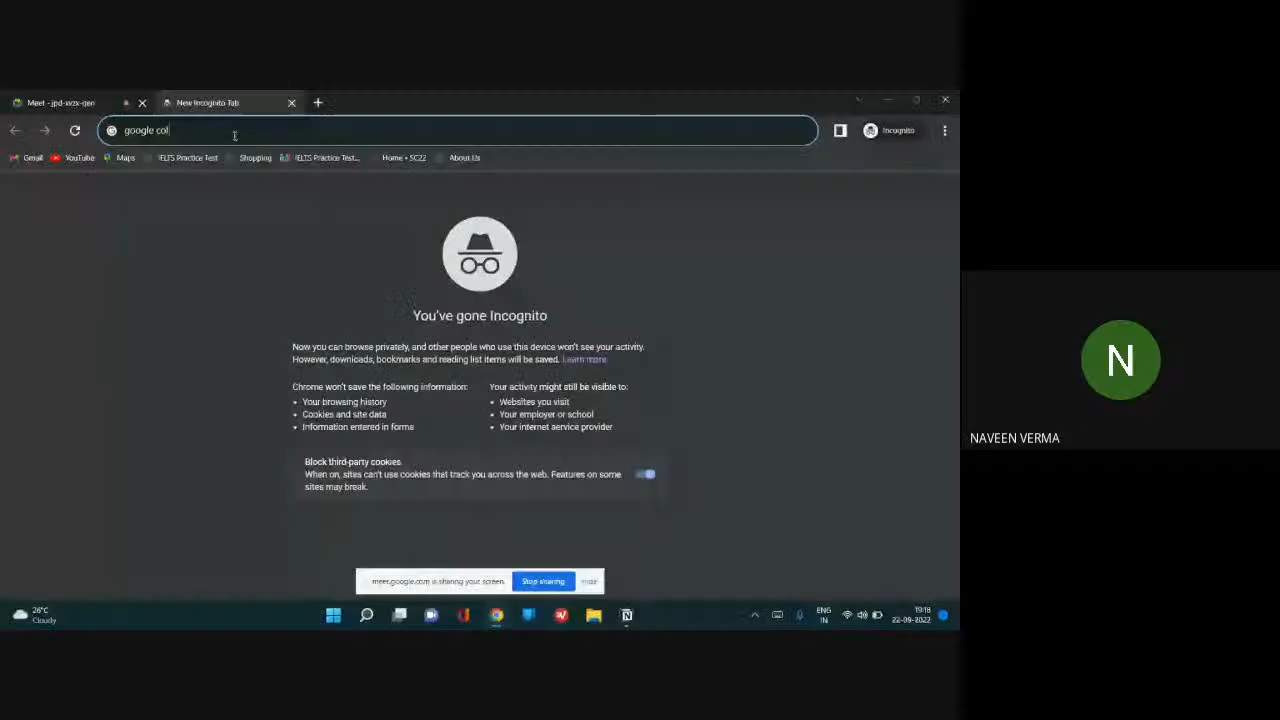 Meet - jpd-xvzx-geo
New Incognito Tab
google col
Incognito
Gmail YouTube Maps IELTS Practice Test Shopping IELTS Practice Test... Home • SC22 About Us
You've gone Incognito
Now you can browse privately, and other people who use this device won't see your activity.
However, downloads, bookmarks and reading list items will be saved. Learn more
Chrome won't save the following information:
• Your browsing history
• Cookies and site data
• Information entered in forms
Your activity might still be visible to:
• Websites you visit
• Your employer or school
• Your internet service provider
Block third-party cookies
When on, sites can't use cookies that track you across the web. Features on some
sites may break.
meet.google.com is sharing your screen.
Stop sharing
Hide
26°C
Cloudy
ENG
IN
19:18
22-09-2022
N
NAVEEN VERMA